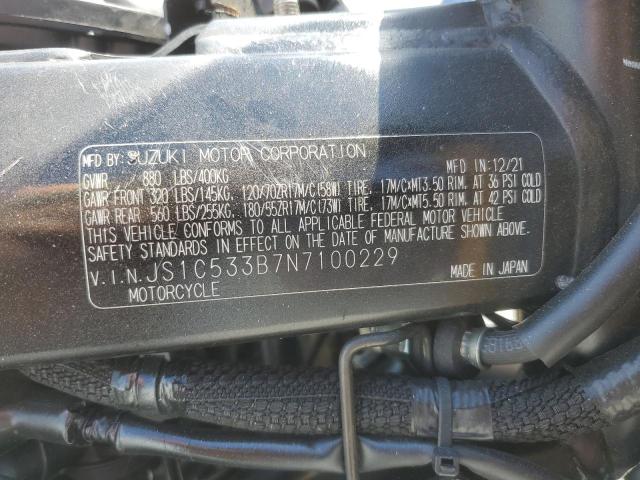 MFD BY: SUZUKI MOTOR CORPORATION MFD IN: 12/21
GVWR 880 LBS/400KG
GAWR FRONT 320 LBS/145KG, 120/70ZR17M/C(58W) TIRE, 17M/C×MT3.50 RIM, AT 36 PSI COLD
GAWR REAR 560 LBS/255KG, 180/55ZR17M/C(73W) TIRE, 17M/C×MT5.50 RIM, AT 42 PSI COLD
THIS VEHICLE CONFORMS TO ALL APPLICABLE FEDERAL MOTOR VEHICLE
SAFETY STANDARDS IN EFFECT ON THE DATE OF MANUFACTURE SHOWN ABOVE.
V.I.N.JS1C533B7N7100229
MOTORCYCLE MADE IN JAPAN